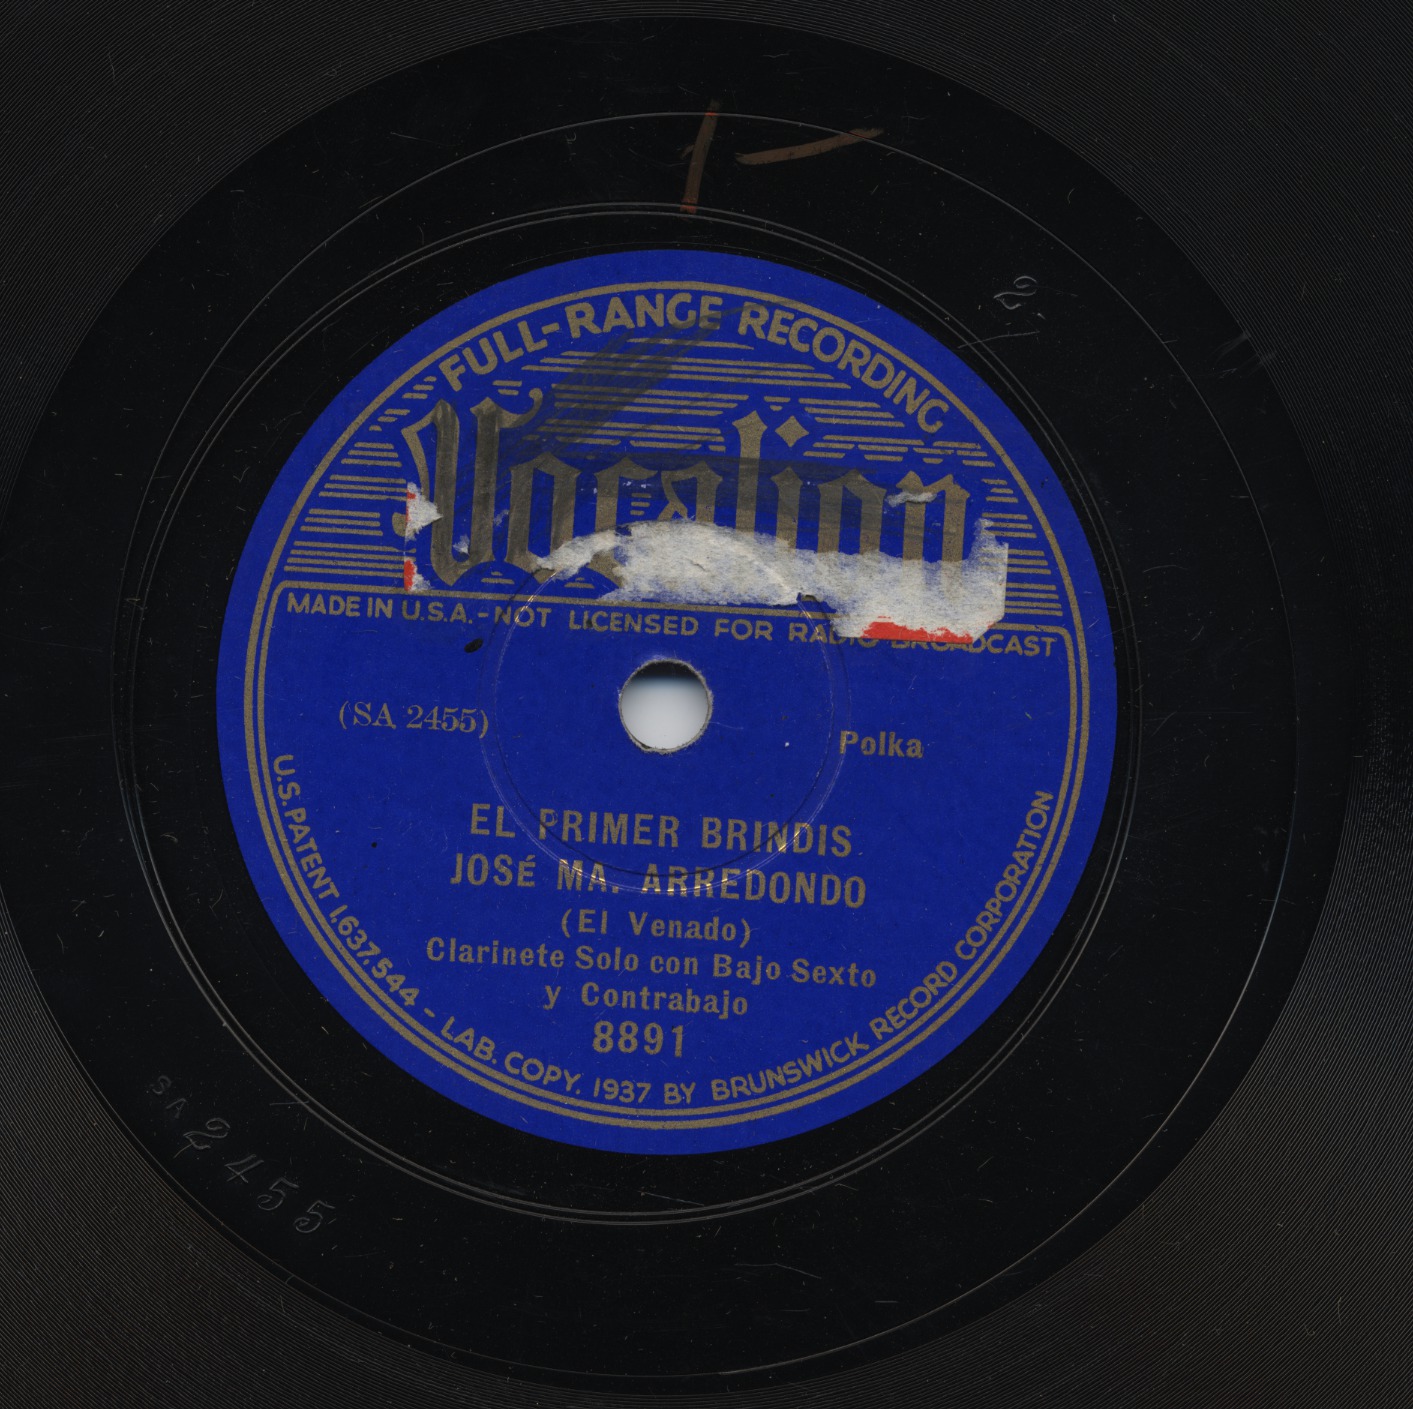 2
FULL-RANGE RECORDING
Vocalion
MADE IN U.S.A.-NOT LICENSED FOR RADIO BROADCAST
(SA 2455)
Polka
EL PRIMER BRINDIS
JOSÉ MA. ARREDONDO
(El Venado)
Clarinete Solo con Bajo Sexto
y Contrabajo
8891
U.S. PATENT 1,637,544 - LAB. COPY. 1937 BY BRUNSWICK RECORD CORPORATION
SA 2455